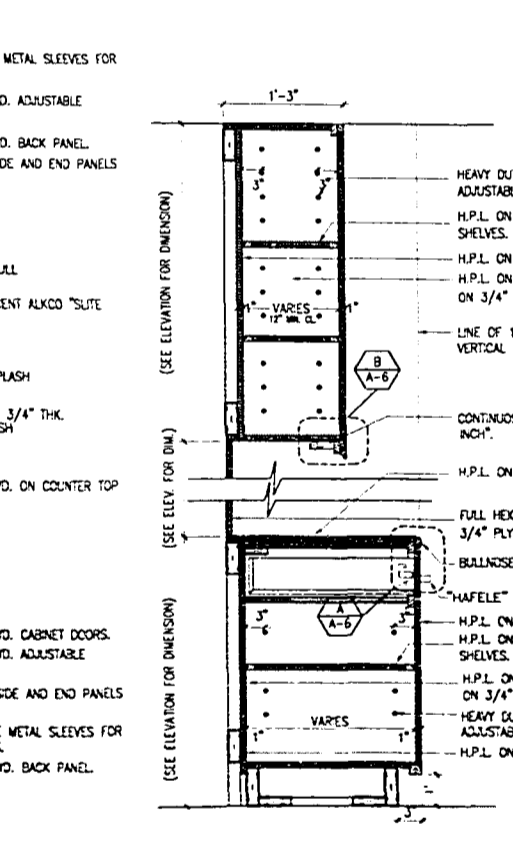 METAL SLEEVES FOR
D. ADJUSTABLE
D. BACK PANEL
DE AND END PANELS
ULL
CENT ALKCO "SLITE
PLASH
3/4" THK.
SH
D. ON COUNTER TOP
D. CABINET DOORS.
D. ADJUSTABLE
SIDE AND END PANELS
METAL SLEEVES FOR
D. BACK PANEL
1'-3"
(SEE ELEVATION FOR DIMENSION)
3"
3"
1"
VARIES
1"
12" MIN. CL.
B
A-6
(SEE ELEV. FOR DIM.)
A
A-6
3"
3"
(SEE ELEVATION FOR DIMENSION)
VARIES
1"
1"
3"
HEAVY DU
ADJUSTABL
H.P.L. ON
SHELVES.
H.P.L. ON
H.P.L. ON
ON 3/4"
LINE OF 1
VERTICAL
CONTINUOUS
INCH".
H.P.L. ON
FULL HEX
3/4" PLY
BULLNOSE
"HAFELE"
H.P.L. ON
H.P.L. ON
SHELVES.
H.P.L. ON
ON 3/4"
HEAVY DU
ADJUSTAB
H.P.L. ON